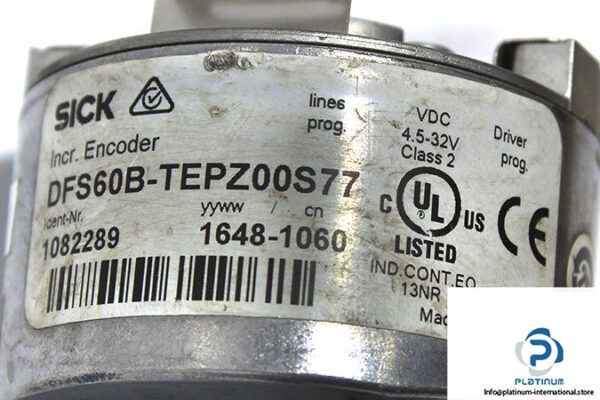 SICK
Incr. Encoder
DFS60B-TEPZ00S77
Ident-Nr.
1082289
yyww / cn
1648-1060
lines
prog.
VDC
4.5-32V
Class 2
Driver
prog.
C UL US
LISTED
IND.CONT.EQ
13NR
CE
PLATINUM
Info@platinum-international.store